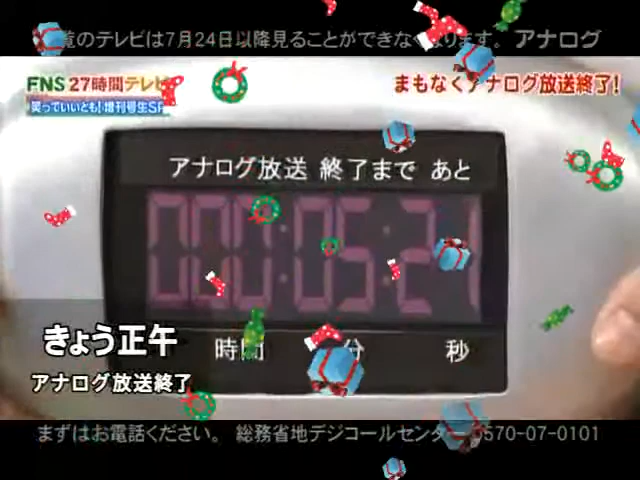 覧のテレビは7月24日以降見ることができなくなります。 アナログ
FNS 27時間テレビ
まもなくアナログ放送終了!
笑っていいとも!増刊号生SP
アナログ放送 終了まで あと
000:05:21
時間 分 秒
きょう正午
アナログ放送終了
まずはお電話ください。 総務省地デジコールセンター 0570-07-0101